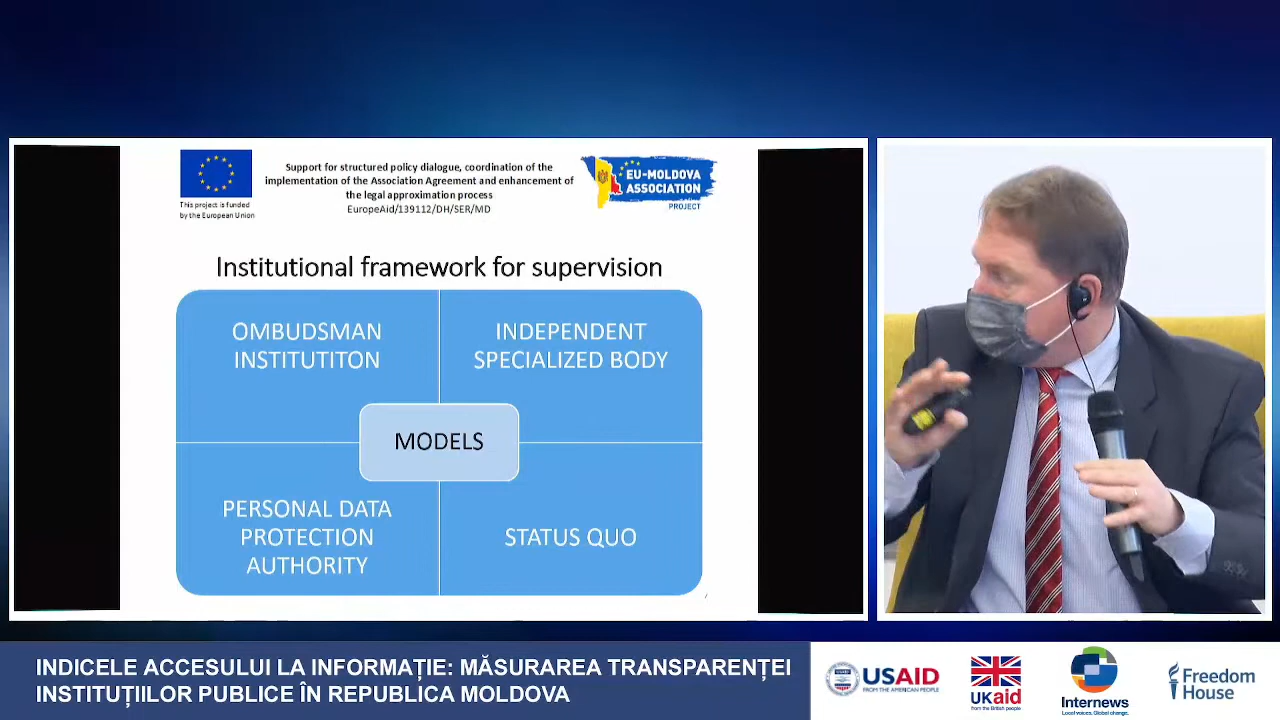 This project is funded
by the European Union
Support for structured policy dialogue, coordination of the
implementation of the Association Agreement and enhancement of
the legal approximation process
EuropeAid/139112/DH/SER/MD
EU-MOLDOVA
ASSOCIATION
PROJECT
Institutional framework for supervision
OMBUDSMAN
INSTITUTITON
INDEPENDENT
SPECIALIZED BODY
MODELS
PERSONAL DATA
PROTECTION
AUTHORITY
STATUS QUO
INDICELE ACCESULUI LA INFORMAȚIE: MĂSURAREA TRANSPARENȚEI
INSTITUȚIILOR PUBLICE ÎN REPUBLICA MOLDOVA
USAID
FROM THE AMERICAN PEOPLE
UKaid
from the British people
Internews
Local voices. Global change.
Freedom
House